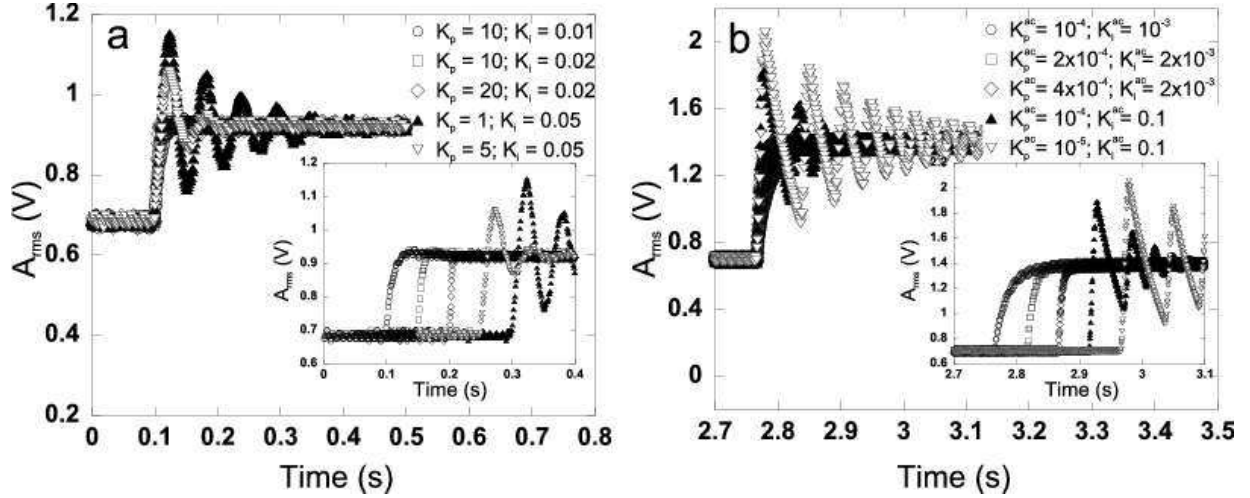 a
1.2
1
0.8
0.6
0.4
0.2
A_rms (V)
0
0.1
0.2
0.3
0.4
0.5
0.6
0.7
0.8
Time (s)
K_p = 10; K_i = 0.01
K_p = 10; K_i = 0.02
K_p = 20; K_i = 0.02
K_p = 1; K_i = 0.05
K_p = 5; K_i = 0.05
1.2
1.1
1.0
0.9
0.8
0.7
0.6
A_rms (V)
0
0.1
0.2
0.3
0.4
Time (s)
b
2
1.6
1.2
0.8
0.4
0
A_rms (V)
2.7
2.8
2.9
3
3.1
3.2
3.3
3.4
3.5
Time (s)
K_p^ac = 10^-4; K_i^ac = 10^-3
K_p^ac = 2x10^-4; K_i^ac = 2x10^-3
K_p^ac = 4x10^-4; K_i^ac = 2x10^-3
K_p^ac = 10^-4; K_i^ac = 0.1
K_p^ac = 10^-5; K_i^ac = 0.1
2.2
2.0
1.8
1.6
1.4
1.2
1.0
0.8
0.6
A_rms (V)
2.7
2.8
2.9
3
3.1
Time (s)